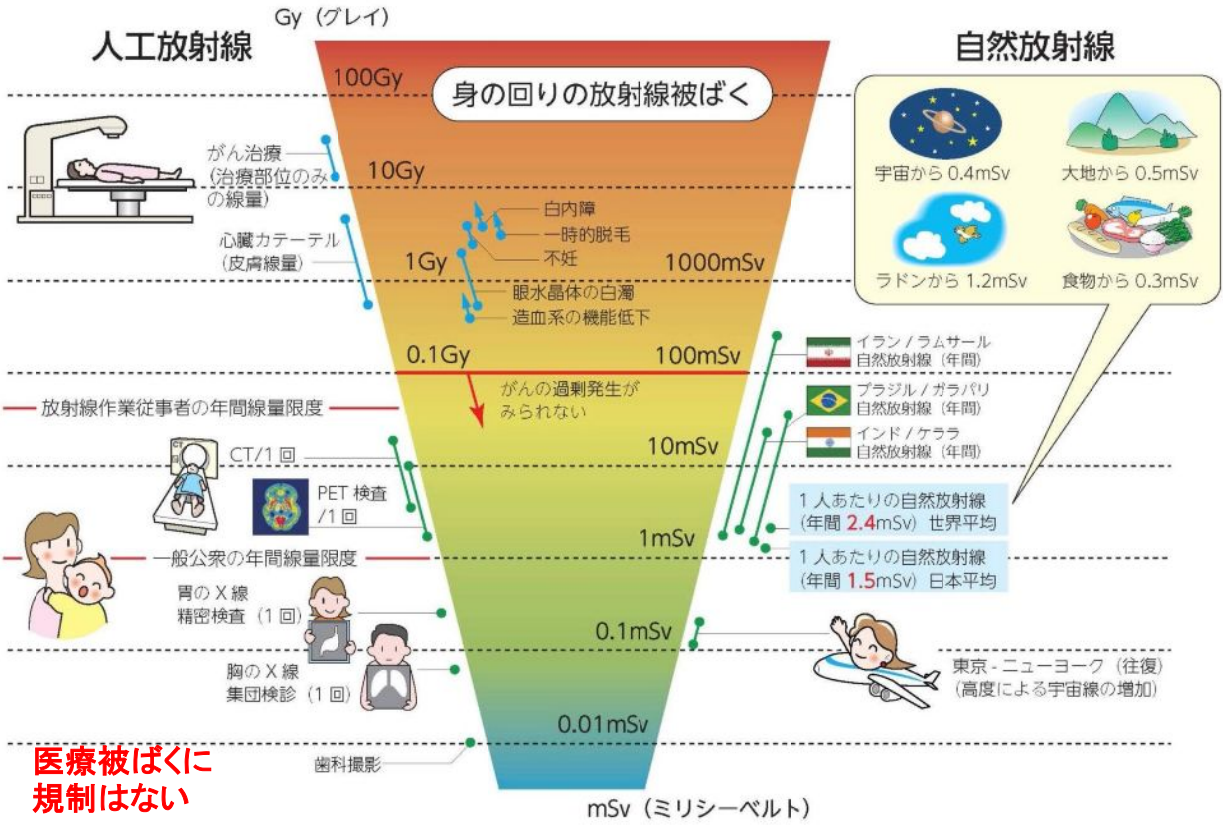 Gy（グレイ）
人工放射線
自然放射線
身の回りの放射線被ばく
100Gy
がん治療
(治療部位のみ
の線量)
10Gy
心臓カテーテル
(皮膚線量)
1Gy
1000mSv
白内障
一時的脱毛
不妊
眼水晶体の白濁
造血系の機能低下
宇宙から 0.4mSv
大地から 0.5mSv
ラドンから 1.2mSv
食物から 0.3mSv
0.1Gy
100mSv
がんの過剰発生が
みられない
イラン / ラムサール
自然放射線（年間）
ブラジル / ガラパリ
自然放射線（年間）
インド / ケララ
自然放射線（年間）
放射線作業従事者の年間線量限度
10mSv
CT/1 回
PET 検査
/1 回
1mSv
1 人あたりの自然放射線
(年間 2.4mSv) 世界平均
1 人あたりの自然放射線
(年間 1.5mSv) 日本平均
一般公衆の年間線量限度
胃の X 線
精密検査（1 回）
0.1mSv
胸の X 線
集団検診（1 回）
東京 - ニューヨーク（往復）
(高度による宇宙線の増加)
0.01mSv
歯科撮影
医療被ばくに
規制はない
mSv（ミリシーベルト）